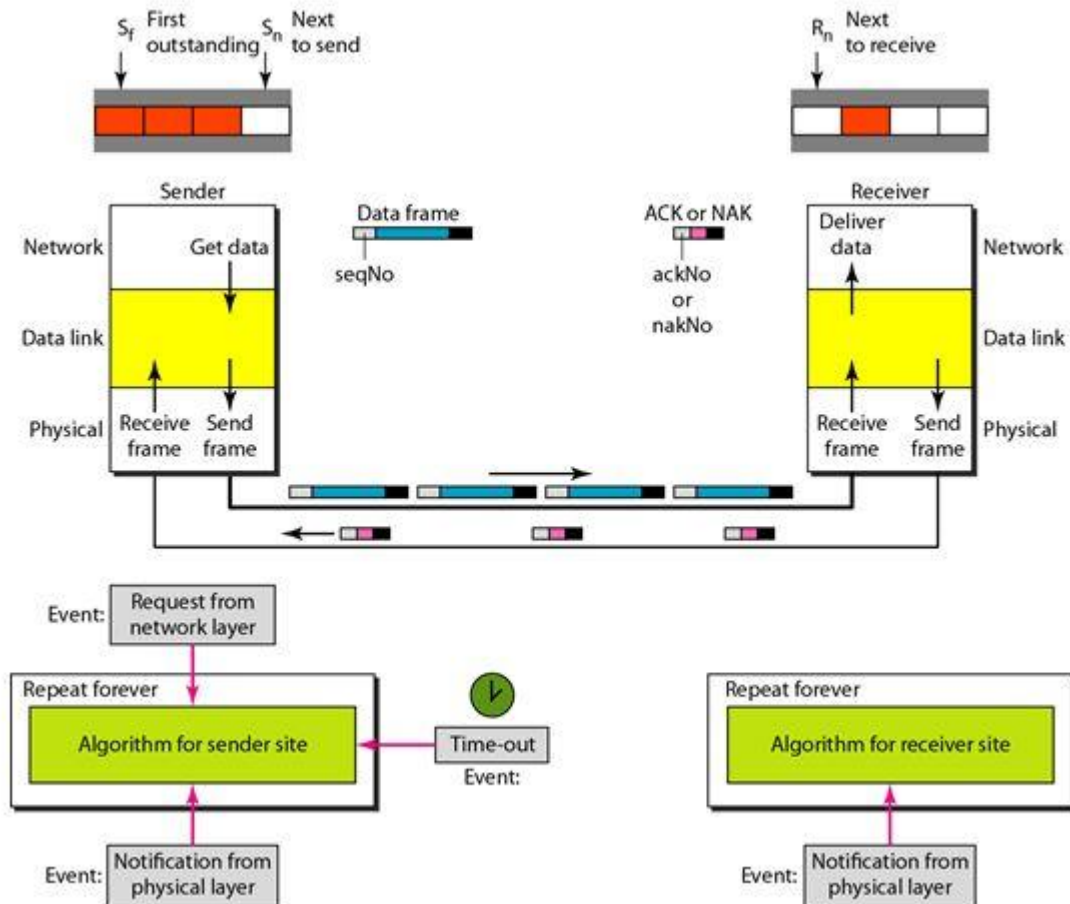 S_f First outstanding
S_n Next to send
R_n Next to receive
Sender
Receiver
Data frame
seqNo
ACK or NAK
ackNo
or
nakNo
Network
Get data
Deliver
data
Network
Data link
Data link
Physical
Receive
frame
Send
frame
Receive
frame
Send
frame
Physical
Event:
Request from
network layer
Repeat forever
Algorithm for sender site
Time-out
Event:
Event:
Notification from
physical layer
Repeat forever
Algorithm for receiver site
Event:
Notification from
physical layer